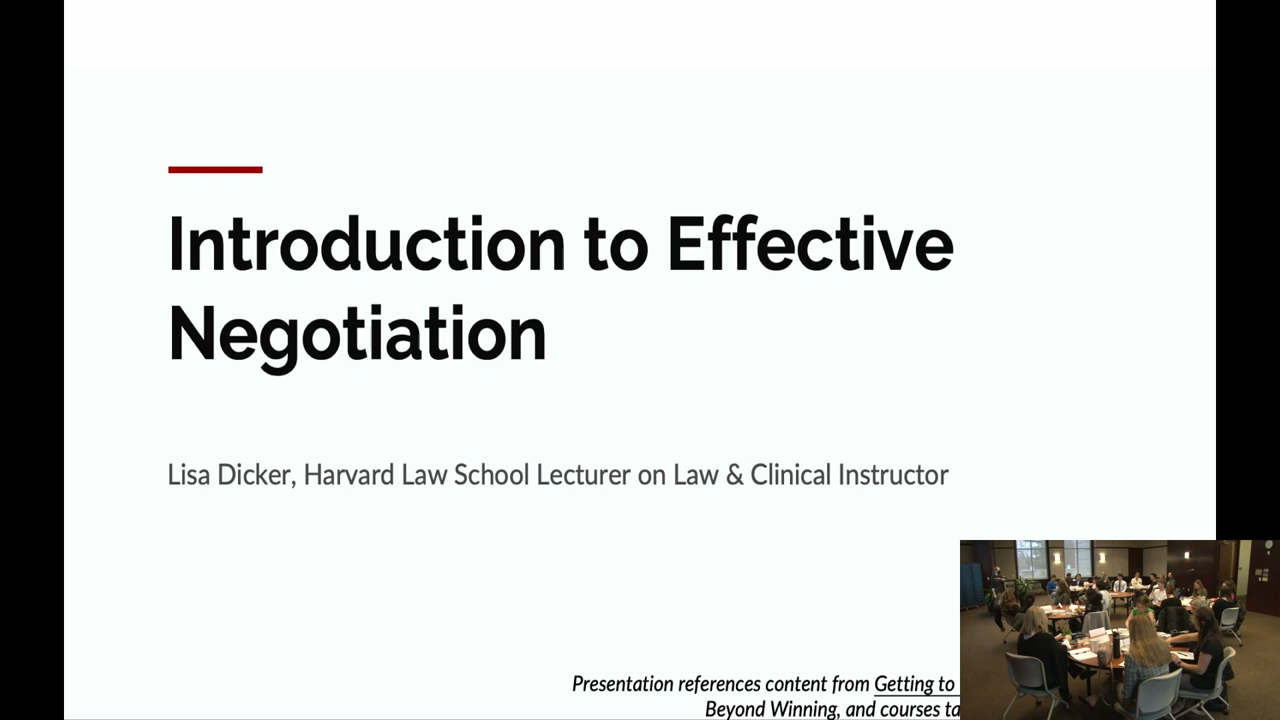 Introduction to Effective
Negotiation
Lisa Dicker, Harvard Law School Lecturer on Law & Clinical Instructor
Presentation references content from Getting to
Beyond Winning, and courses ta